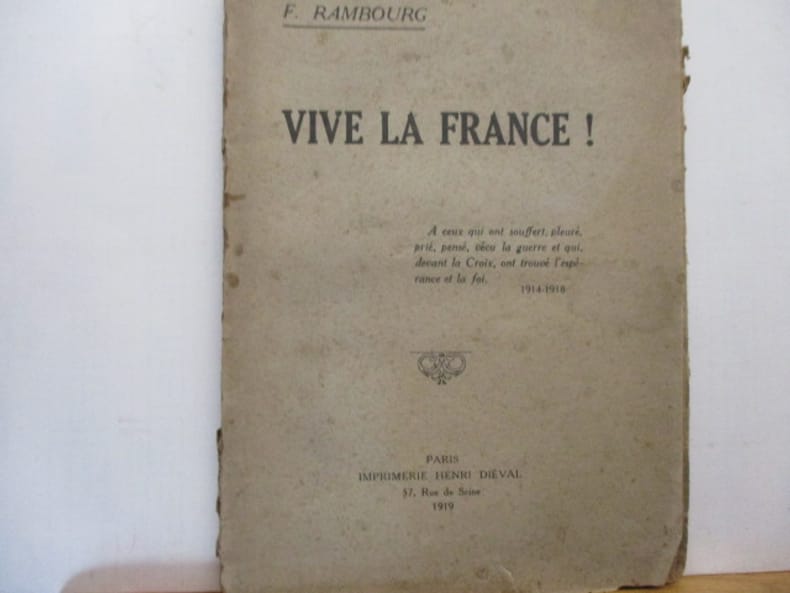 F. RAMBOURG
VIVE LA FRANCE !
A ceux qui ont souffert, pleuré,
prié, pensé, vécu la guerre et qui,
devant la Croix, ont trouvé l'espé-
rance et la foi.
1914-1918
PARIS
IMPRIMERIE HENRI DIÉVAL
57, Rue de Seine
1919